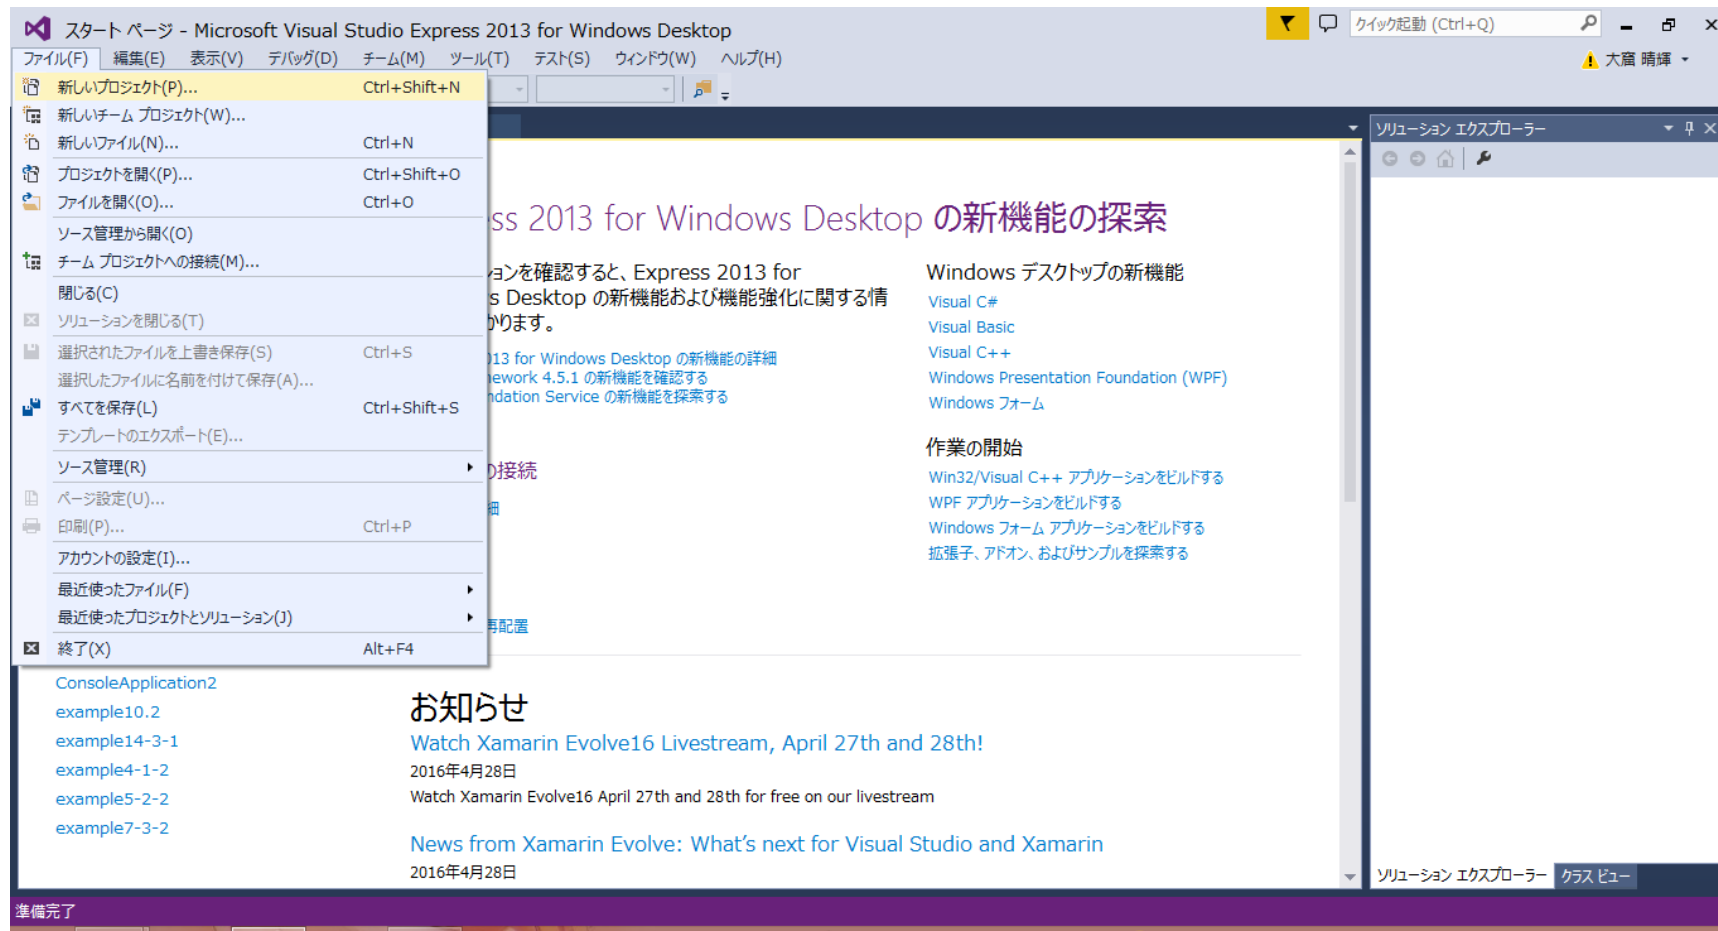 スタート ページ - Microsoft Visual Studio Express 2013 for Windows Desktop
クイック起動 (Ctrl+Q)
ファイル(F) 編集(E) 表示(V) デバッグ(D) チーム(M) ツール(T) テスト(S) ウィンドウ(W) ヘルプ(H)
大窟 晴輝
新しいプロジェクト(P)... Ctrl+Shift+N
新しいチーム プロジェクト(W)...
新しいファイル(N)... Ctrl+N
プロジェクトを開く(P)... Ctrl+Shift+O
ファイルを開く(O)... Ctrl+O
ソース管理から開く(O)
チーム プロジェクトへの接続(M)...
閉じる(C)
ソリューションを閉じる(T)
選択されたファイルを上書き保存(S) Ctrl+S
選択したファイルに名前を付けて保存(A)...
すべてを保存(L) Ctrl+Shift+S
テンプレートのエクスポート(E)...
ソース管理(R)
ページ設定(U)...
印刷(P)... Ctrl+P
アカウントの設定(I)...
最近使ったファイル(F)
最近使ったプロジェクトとソリューション(J)
終了(X) Alt+F4
ConsoleApplication2
example10.2
example14-3-1
example4-1-2
example5-2-2
example7-3-2
ss 2013 for Windows Desktop の新機能の探索
ョンを確認すると、Express 2013 for
s Desktop の新機能および機能強化に関する情
かります。
013 for Windows Desktop の新機能の詳細
ework 4.5.1 の新機能を確認する
ndation Service の新機能を探索する
の接続
細
再配置
Windows デスクトップの新機能
Visual C#
Visual Basic
Visual C++
Windows Presentation Foundation (WPF)
Windows フォーム
作業の開始
Win32/Visual C++ アプリケーションをビルドする
WPF アプリケーションをビルドする
Windows フォーム アプリケーションをビルドする
拡張子、アドオン、およびサンプルを探索する
お知らせ
Watch Xamarin Evolve16 Livestream, April 27th and 28th!
2016年4月28日
Watch Xamarin Evolve16 April 27th and 28th for free on our livestream
News from Xamarin Evolve: What's next for Visual Studio and Xamarin
2016年4月28日
ソリューション エクスプローラー
ソリューション エクスプローラー クラス ビュー
準備完了